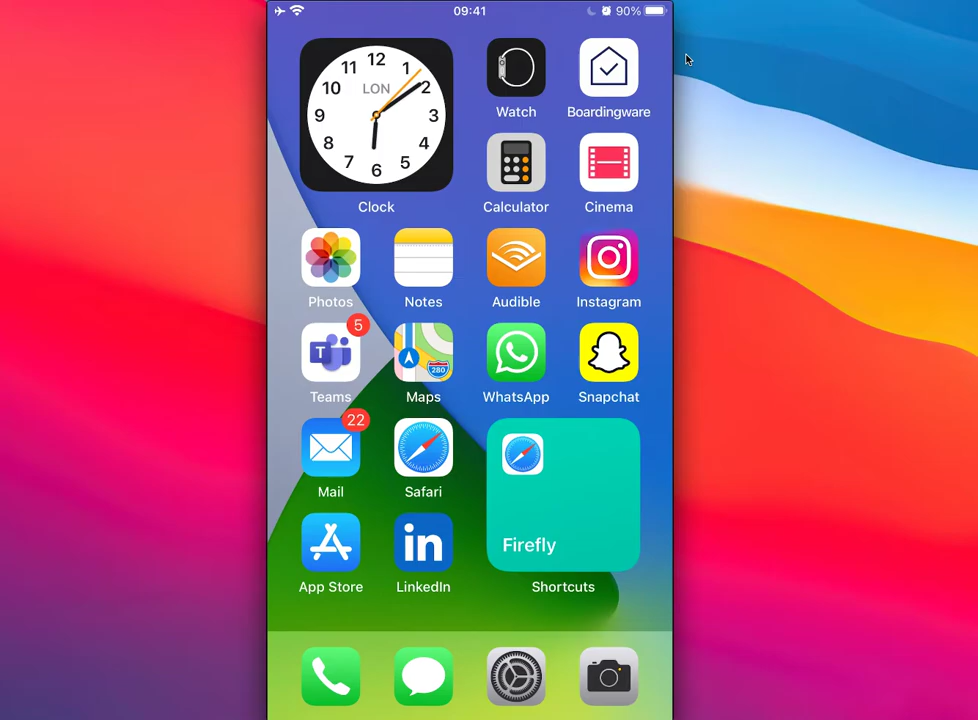 09:41
90%
12
11
1
10
LON
2
9
3
8
4
7
5
6
Clock
Watch
Boardingware
Calculator
Cinema
Photos
Notes
Audible
Instagram
5
T
280
Teams
Maps
WhatsApp
Snapchat
22
Mail
Safari
Firefly
in
App Store
LinkedIn
Shortcuts